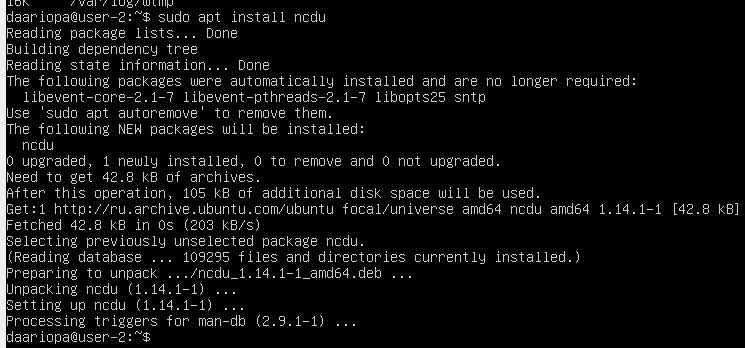 16K     /var/log/wtmp
daariopa@user-2:~$ sudo apt install ncdu
Reading package lists... Done
Building dependency tree
Reading state information... Done
The following packages were automatically installed and are no longer required:
  libevent-core-2.1-7 libevent-pthreads-2.1-7 libopts25 sntp
Use 'sudo apt autoremove' to remove them.
The following NEW packages will be installed:
  ncdu
0 upgraded, 1 newly installed, 0 to remove and 0 not upgraded.
Need to get 42.8 kB of archives.
After this operation, 105 kB of additional disk space will be used.
Get:1 http://ru.archive.ubuntu.com/ubuntu focal/universe amd64 ncdu amd64 1.14.1-1 [42.8 kB]
Fetched 42.8 kB in 0s (203 kB/s)
Selecting previously unselected package ncdu.
(Reading database ... 109295 files and directories currently installed.)
Preparing to unpack .../ncdu_1.14.1-1_amd64.deb ...
Unpacking ncdu (1.14.1-1) ...
Setting up ncdu (1.14.1-1) ...
Processing triggers for man-db (2.9.1-1) ...
daariopa@user-2:~$